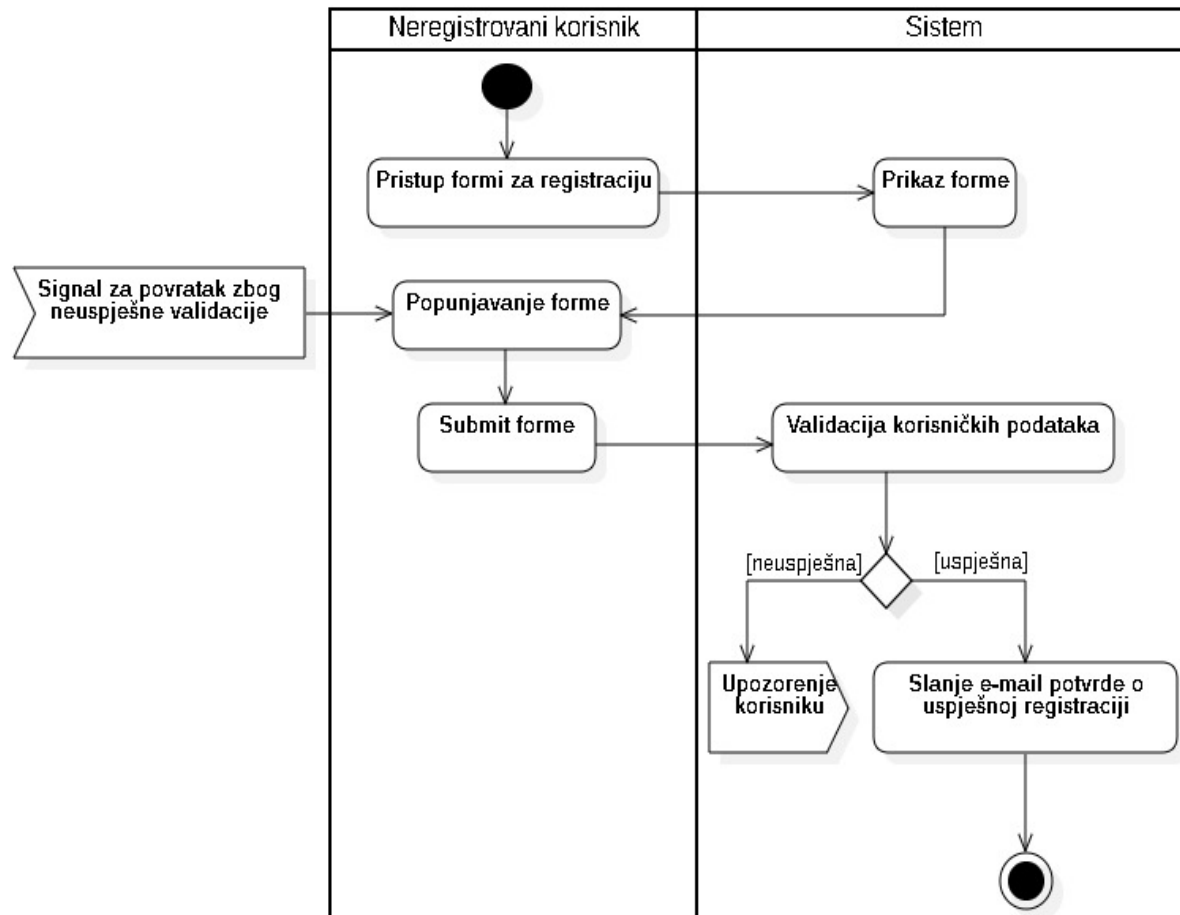 Neregistrovani korisnik
Sistem
Pristup formi za registraciju
Prikaz forme
Signal za povratak zbog
neuspješne validacije
Popunjavanje forme
Submit forme
Validacija korisničkih podataka
[neuspješna]
[uspješna]
Upozorenje
korisniku
Slanje e-mail potvrde o
uspješnoj registraciji